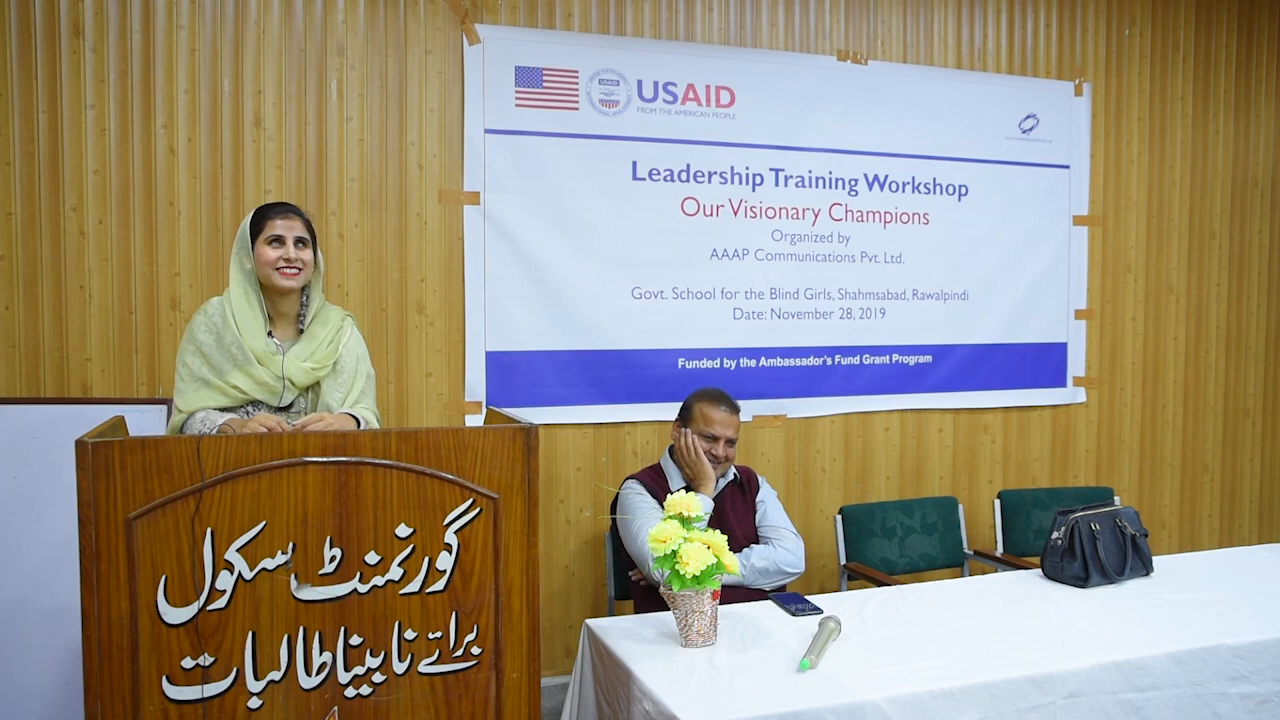 USAID
FROM THE AMERICAN PEOPLE
Leadership Training Workshop
Our Visionary Champions
Organized by
AAAP Communications Pvt. Ltd.
Govt. School for the Blind Girls, Shahmsabad, Rawalpindi
Date: November 28, 2019
Funded by the Ambassador's Fund Grant Program
گورنمنٹ سکول
برائے نابینا طالبات